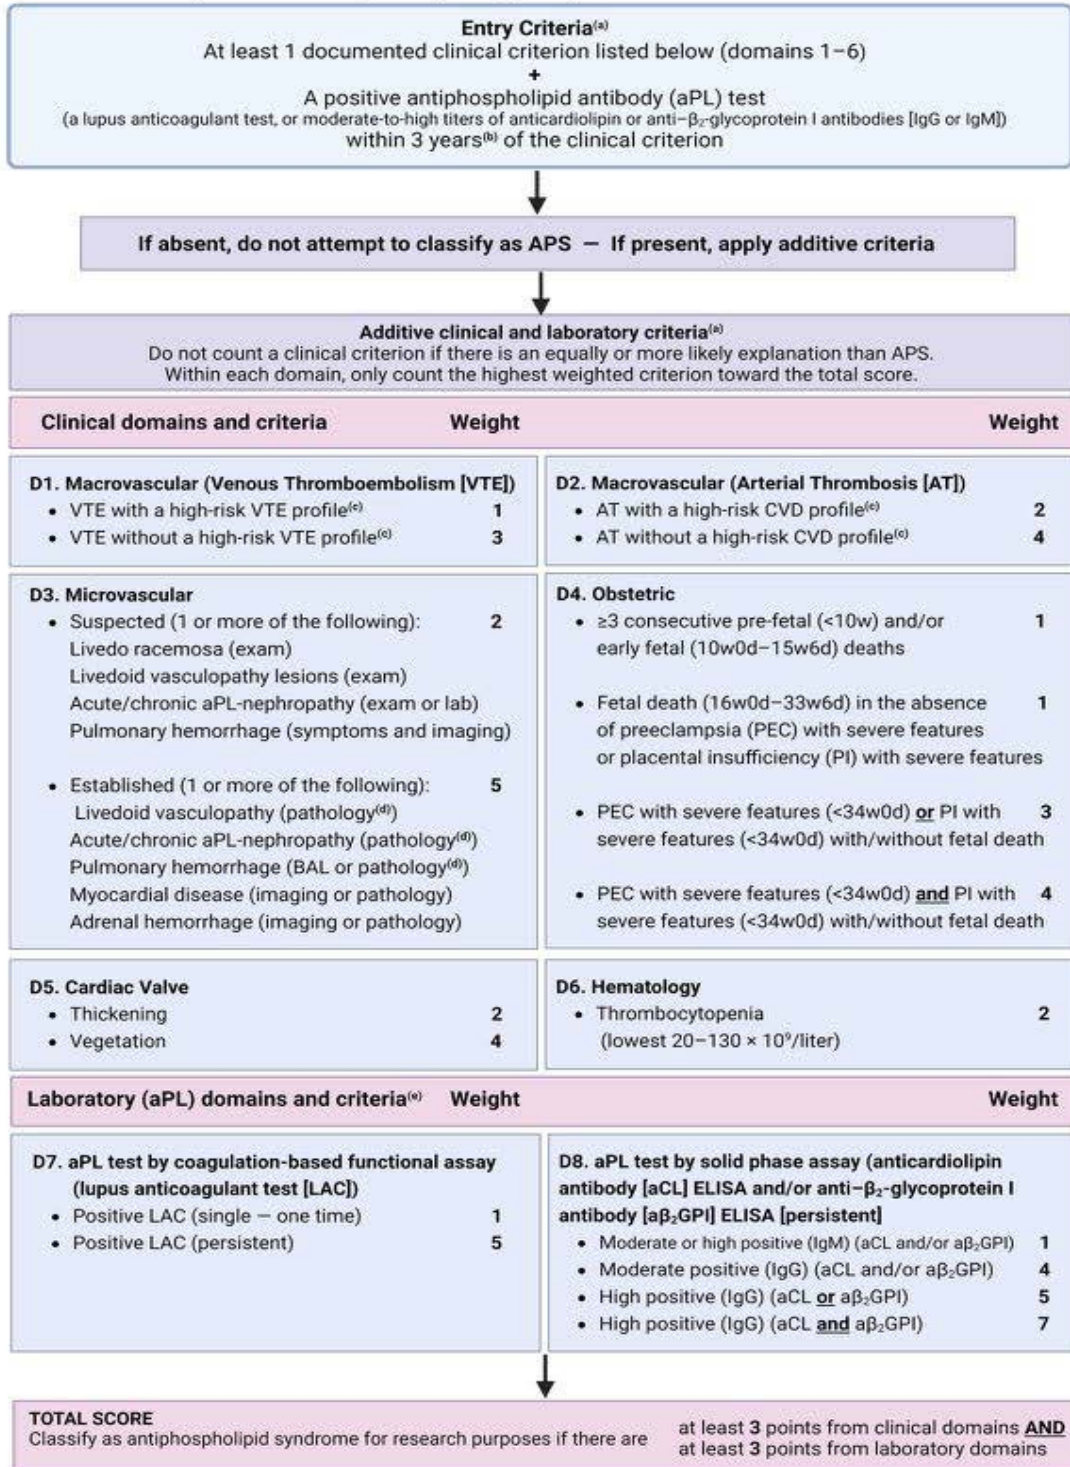 Entry Criteria(a)
At least 1 documented clinical criterion listed below (domains 1–6)
+
A positive antiphospholipid antibody (aPL) test
(a lupus anticoagulant test, or moderate-to-high titers of anticardiolipin or anti–β₂-glycoprotein I antibodies [IgG or IgM])
within 3 years(b) of the clinical criterion
If absent, do not attempt to classify as APS – If present, apply additive criteria
Additive clinical and laboratory criteria(a)
Do not count a clinical criterion if there is an equally or more likely explanation than APS.
Within each domain, only count the highest weighted criterion toward the total score.
Clinical domains and criteria Weight Weight
D1. Macrovascular (Venous Thromboembolism [VTE])
• VTE with a high-risk VTE profile(c) 1
• VTE without a high-risk VTE profile(c) 3
D2. Macrovascular (Arterial Thrombosis [AT])
• AT with a high-risk CVD profile(c) 2
• AT without a high-risk CVD profile(c) 4
D3. Microvascular
• Suspected (1 or more of the following): 2
Livedo racemosa (exam)
Livedoid vasculopathy lesions (exam)
Acute/chronic aPL-nephropathy (exam or lab)
Pulmonary hemorrhage (symptoms and imaging)
• Established (1 or more of the following): 5
Livedoid vasculopathy (pathology(d))
Acute/chronic aPL-nephropathy (pathology(d))
Pulmonary hemorrhage (BAL or pathology(d))
Myocardial disease (imaging or pathology)
Adrenal hemorrhage (imaging or pathology)
D4. Obstetric
• ≥3 consecutive pre-fetal (<10w) and/or 1
early fetal (10w0d–15w6d) deaths
• Fetal death (16w0d–33w6d) in the absence 1
of preeclampsia (PEC) with severe features
or placental insufficiency (PI) with severe features
• PEC with severe features (<34w0d) or PI with 3
severe features (<34w0d) with/without fetal death
• PEC with severe features (<34w0d) and PI with 4
severe features (<34w0d) with/without fetal death
D5. Cardiac Valve
• Thickening 2
• Vegetation 4
D6. Hematology
• Thrombocytopenia 2
(lowest 20–130 × 10⁹/liter)
Laboratory (aPL) domains and criteria(e) Weight Weight
D7. aPL test by coagulation-based functional assay
(lupus anticoagulant test [LAC])
• Positive LAC (single – one time) 1
• Positive LAC (persistent) 5
D8. aPL test by solid phase assay (anticardiolipin
antibody [aCL] ELISA and/or anti–β₂-glycoprotein I
antibody [aβ₂GPI] ELISA [persistent]
• Moderate or high positive (IgM) (aCL and/or aβ₂GPI) 1
• Moderate positive (IgG) (aCL and/or aβ₂GPI) 4
• High positive (IgG) (aCL or aβ₂GPI) 5
• High positive (IgG) (aCL and aβ₂GPI) 7
TOTAL SCORE
Classify as antiphospholipid syndrome for research purposes if there are
at least 3 points from clinical domains AND
at least 3 points from laboratory domains